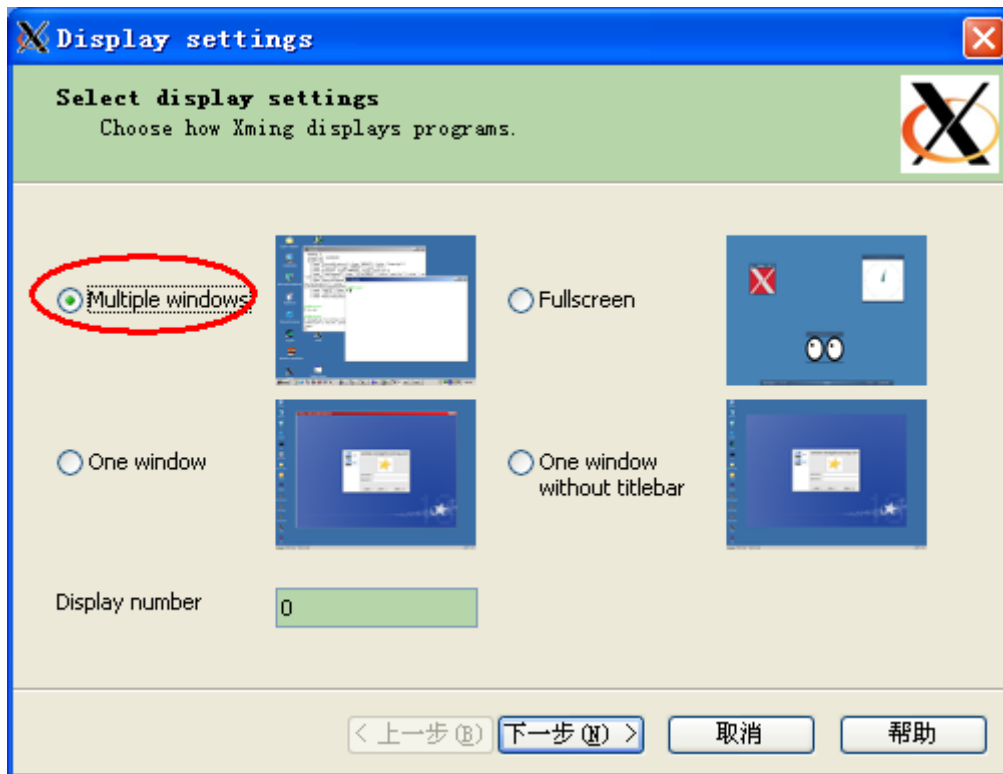 Display settings
Select display settings
Choose how Xming displays programs.
Multiple windows
Fullscreen
One window
One window
without titlebar
Display number
0
< 上一步(B)
下一步(N) >
取消
帮助